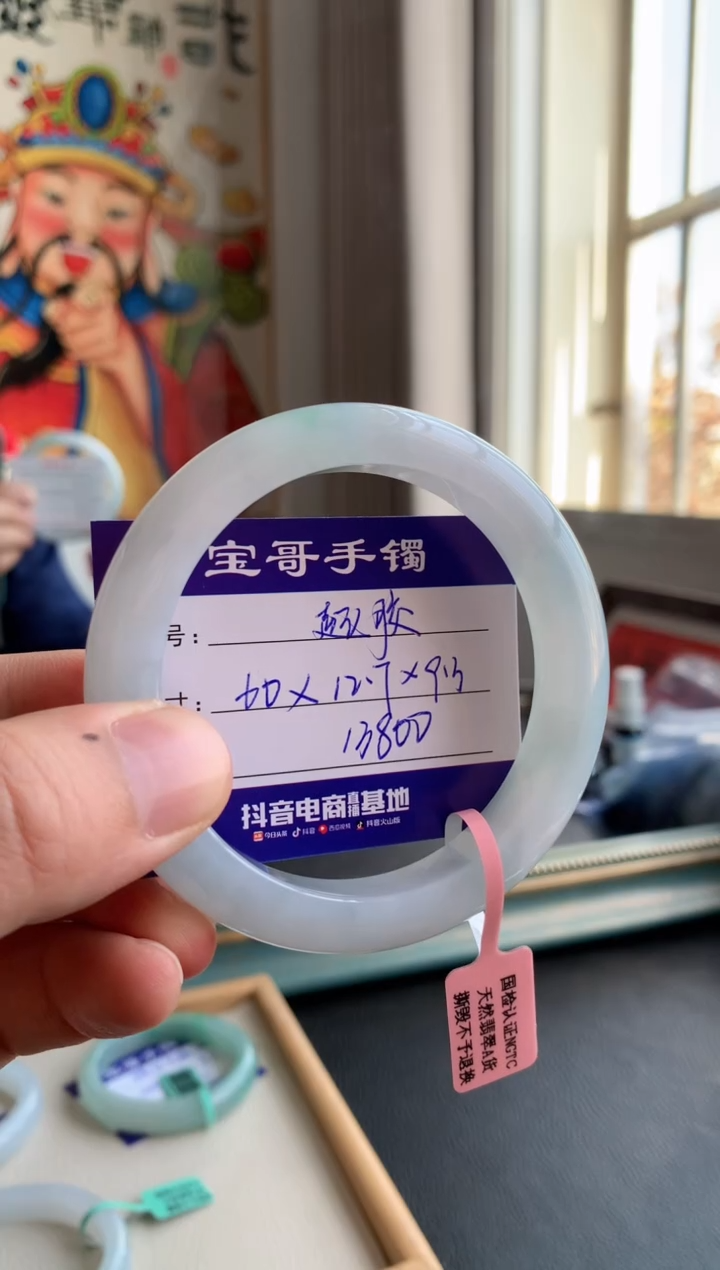 宝哥手镯
号：
寸：
60×12.7×9.3
13800
抖音电商直播基地
今日头条 抖音 西瓜视频 抖音火山版
国检认证NGTC
天然翡翠A货
撕毁不予退换